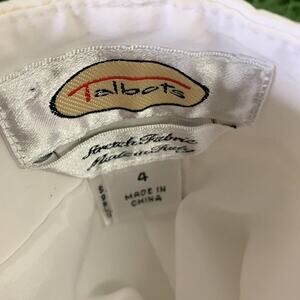 Talbots
Stretch Fabric
Made in Italy
4
MADE IN
CHINA